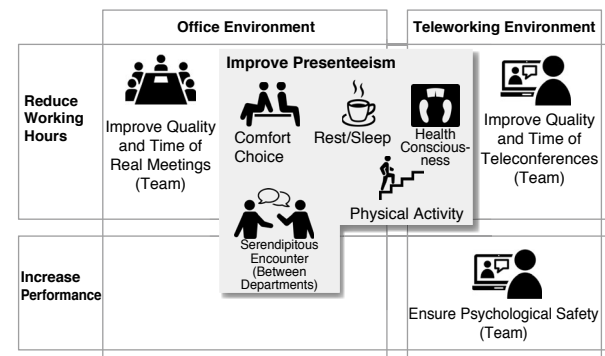 Office Environment
Teleworking Environment
Reduce
Working
Hours
Improve Quality
and Time of
Real Meetings
(Team)
Improve Presenteeism
Comfort
Choice
Rest/Sleep
Health
Conscious-
ness
Physical Activity
Serendipitous
Encounter
(Between
Departments)
Improve Quality
and Time of
Teleconferences
(Team)
Increase
Performance
Ensure Psychological Safety
(Team)